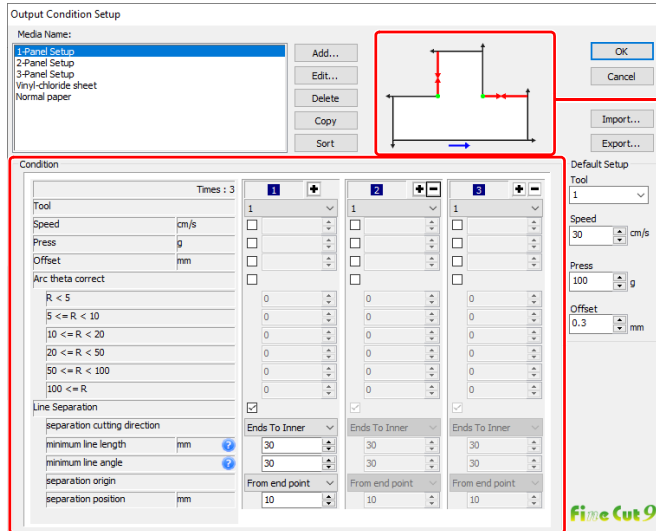 Output Condition Setup
Media Name:
1-Panel Setup
2-Panel Setup
3-Panel Setup
Vinyl-chloride sheet
Normal paper
Add...
Edit...
Delete
Copy
Sort
OK
Cancel
Import...
Export...
Condition
Times : 3 1 + 2 + - 3 + -
Tool 1 1 1
Speed cm/s
Press g
Offset mm
Arc theta correct
R < 5 0 0 0
5 <= R < 10 0 0 0
10 <= R < 20 0 0 0
20 <= R < 50 0 0 0
50 <= R < 100 0 0 0
100 <= R 0 0 0
Line Separation
separation cutting direction Ends To Inner Ends To Inner Ends To Inner
minimum line length mm ? 30 30 30
minimum line angle ? 30 30 30
separation origin From end point From end point From end point
separation position mm 10 10 10
Default Setup
Tool
1
Speed
30 cm/s
Press
100 g
Offset
0.3 mm
Fine Cut 9